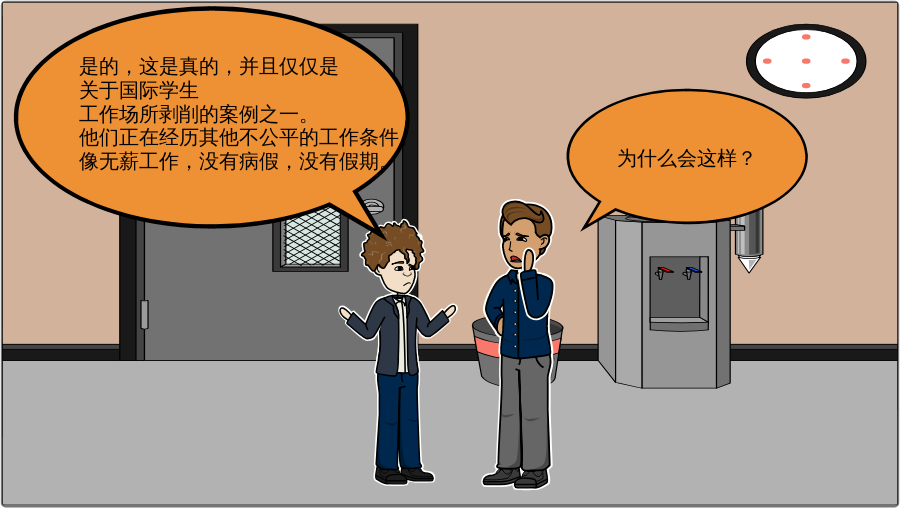 是的，这是真的，并且仅仅是
关于国际学生
工作场所剥削的案例之一。
他们正在经历其他不公平的工作条件，
像无薪工作，没有病假，没有假期。
为什么会这样？